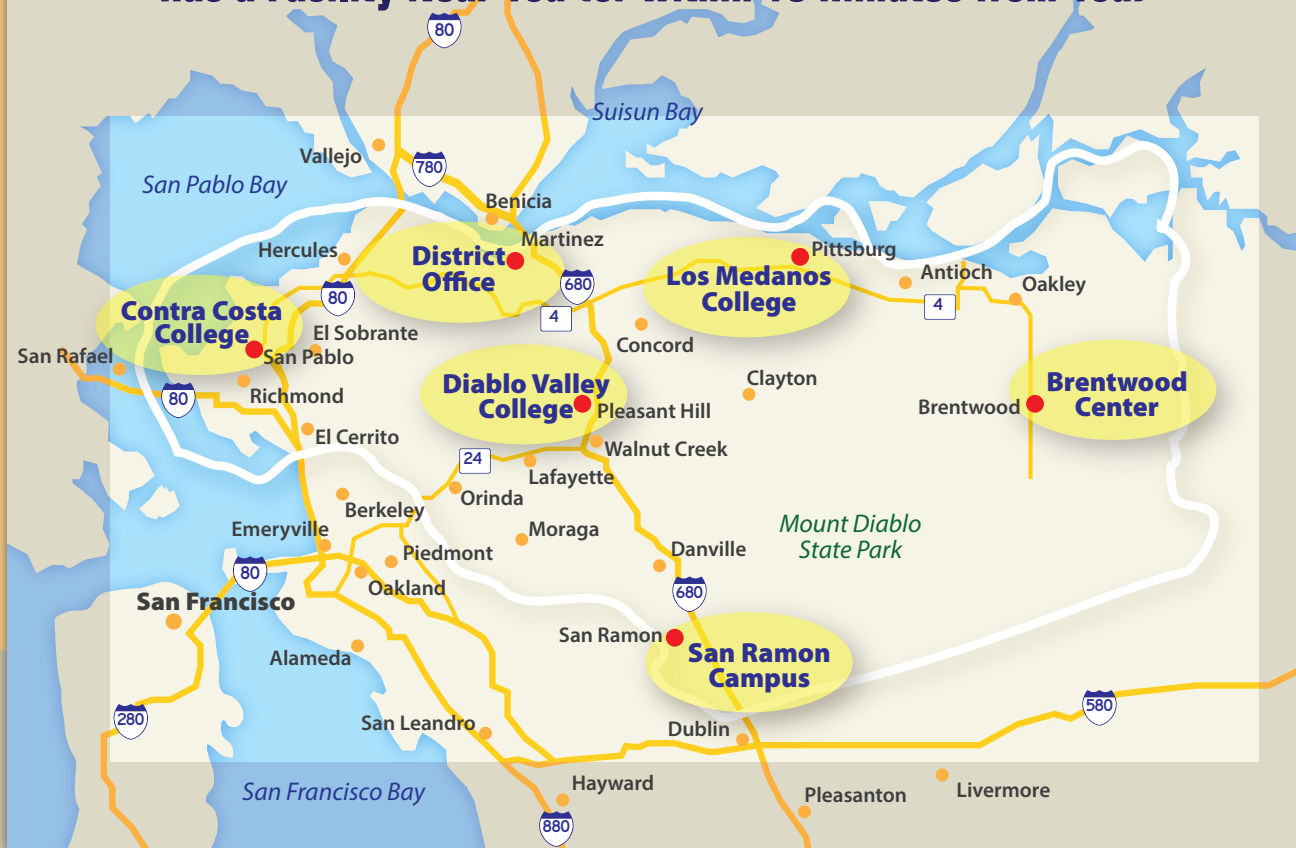 80
Suisun Bay
Vallejo
780
San Pablo Bay
Benicia
Martinez
Hercules
District
Office
Pittsburg
Los Medanos
College
Antioch
Oakley
680
80
4
4
Contra Costa
College
El Sobrante
San Pablo
San Rafael
Concord
Clayton
Diablo Valley
College
Pleasant Hill
Brentwood
Brentwood
Center
80
Richmond
El Cerrito
Walnut Creek
24
Lafayette
Orinda
Berkeley
Moraga
Mount Diablo
State Park
Emeryville
Piedmont
Danville
80
Oakland
680
San Francisco
San Ramon
San Ramon
Campus
Alameda
280
San Leandro
Dublin
580
San Francisco Bay
Hayward
Pleasanton
Livermore
880